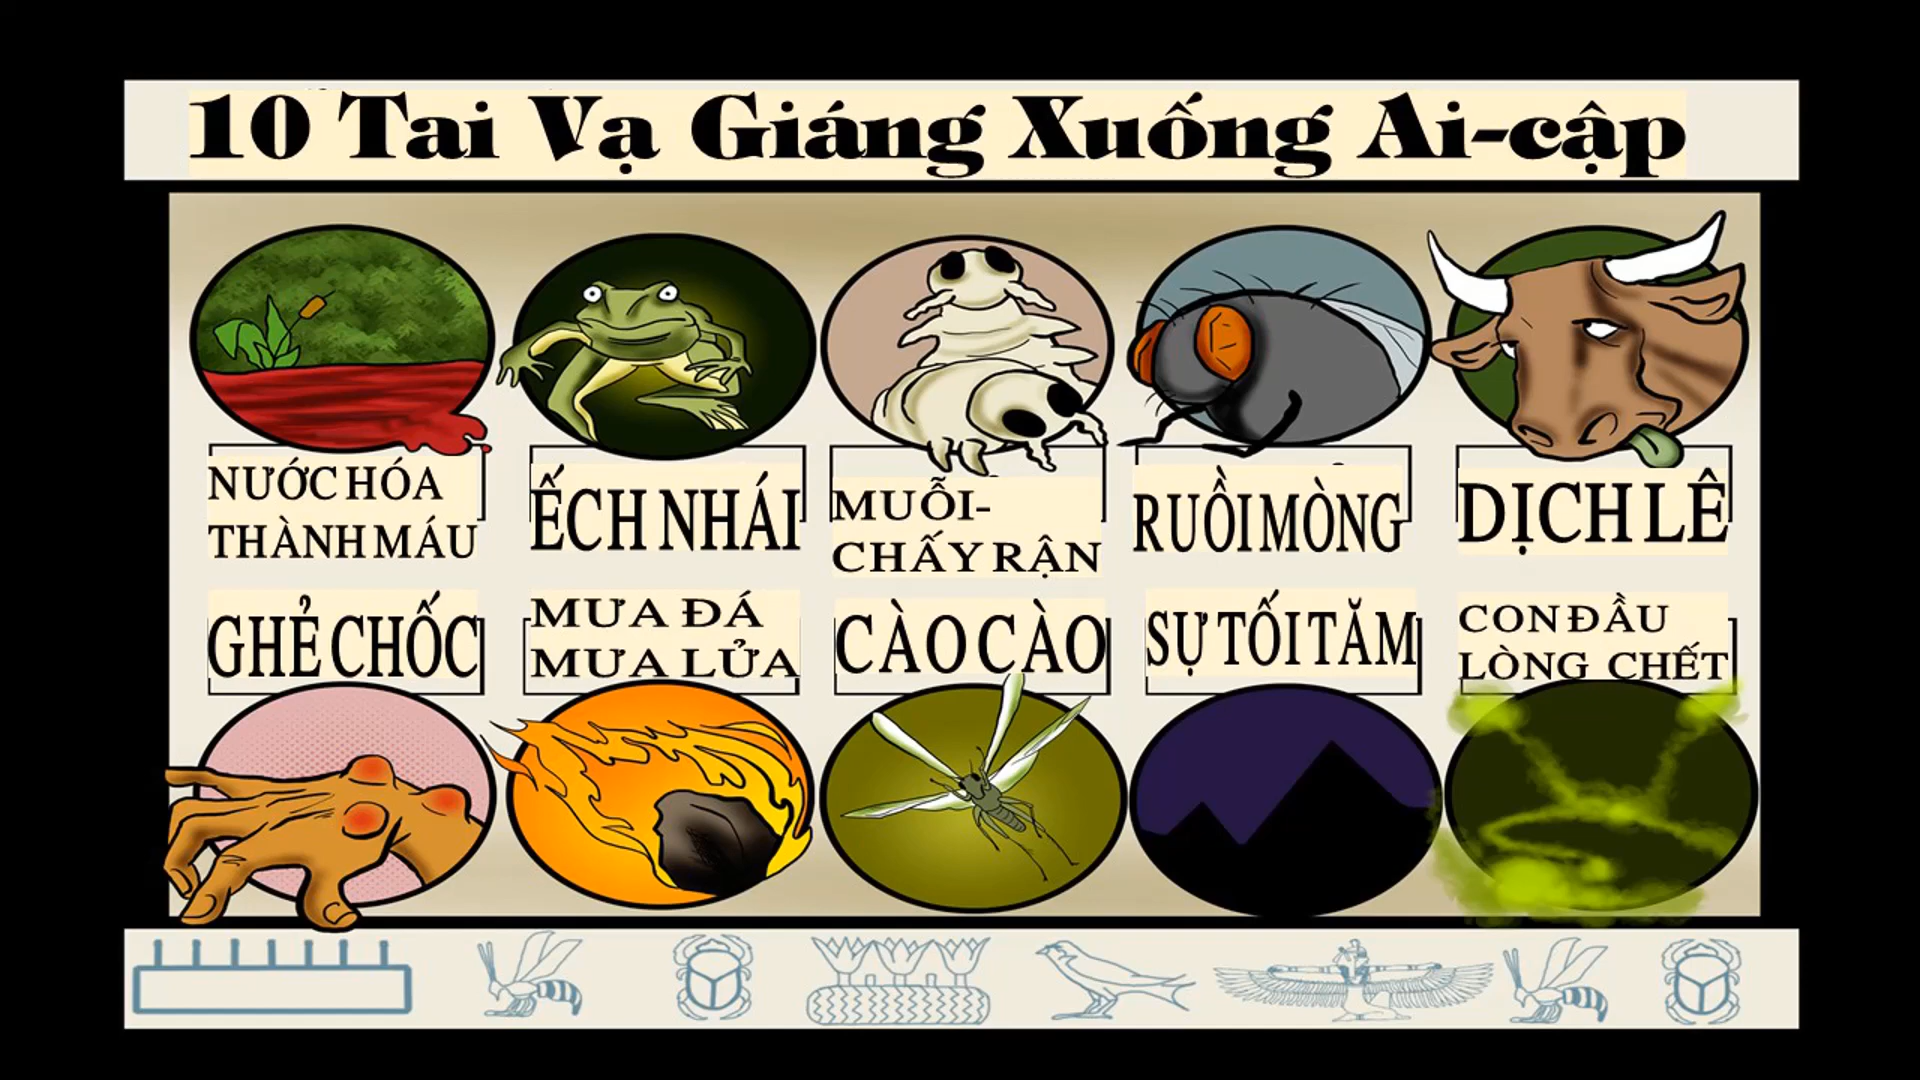 10 Tai Vạ Giáng Xuống Ai-cập
NƯỚC HÓA
THÀNH MÁU
ẾCH NHÁI
MUỖI-
CHẤY RẬN
RUỒI MÒNG
DỊCH LÊ
GHẺ CHỐC
MƯA ĐÁ
MƯA LỬA
CÀO CÀO
SỰ TỐI TĂM
CON ĐẦU
LÒNG CHẾT